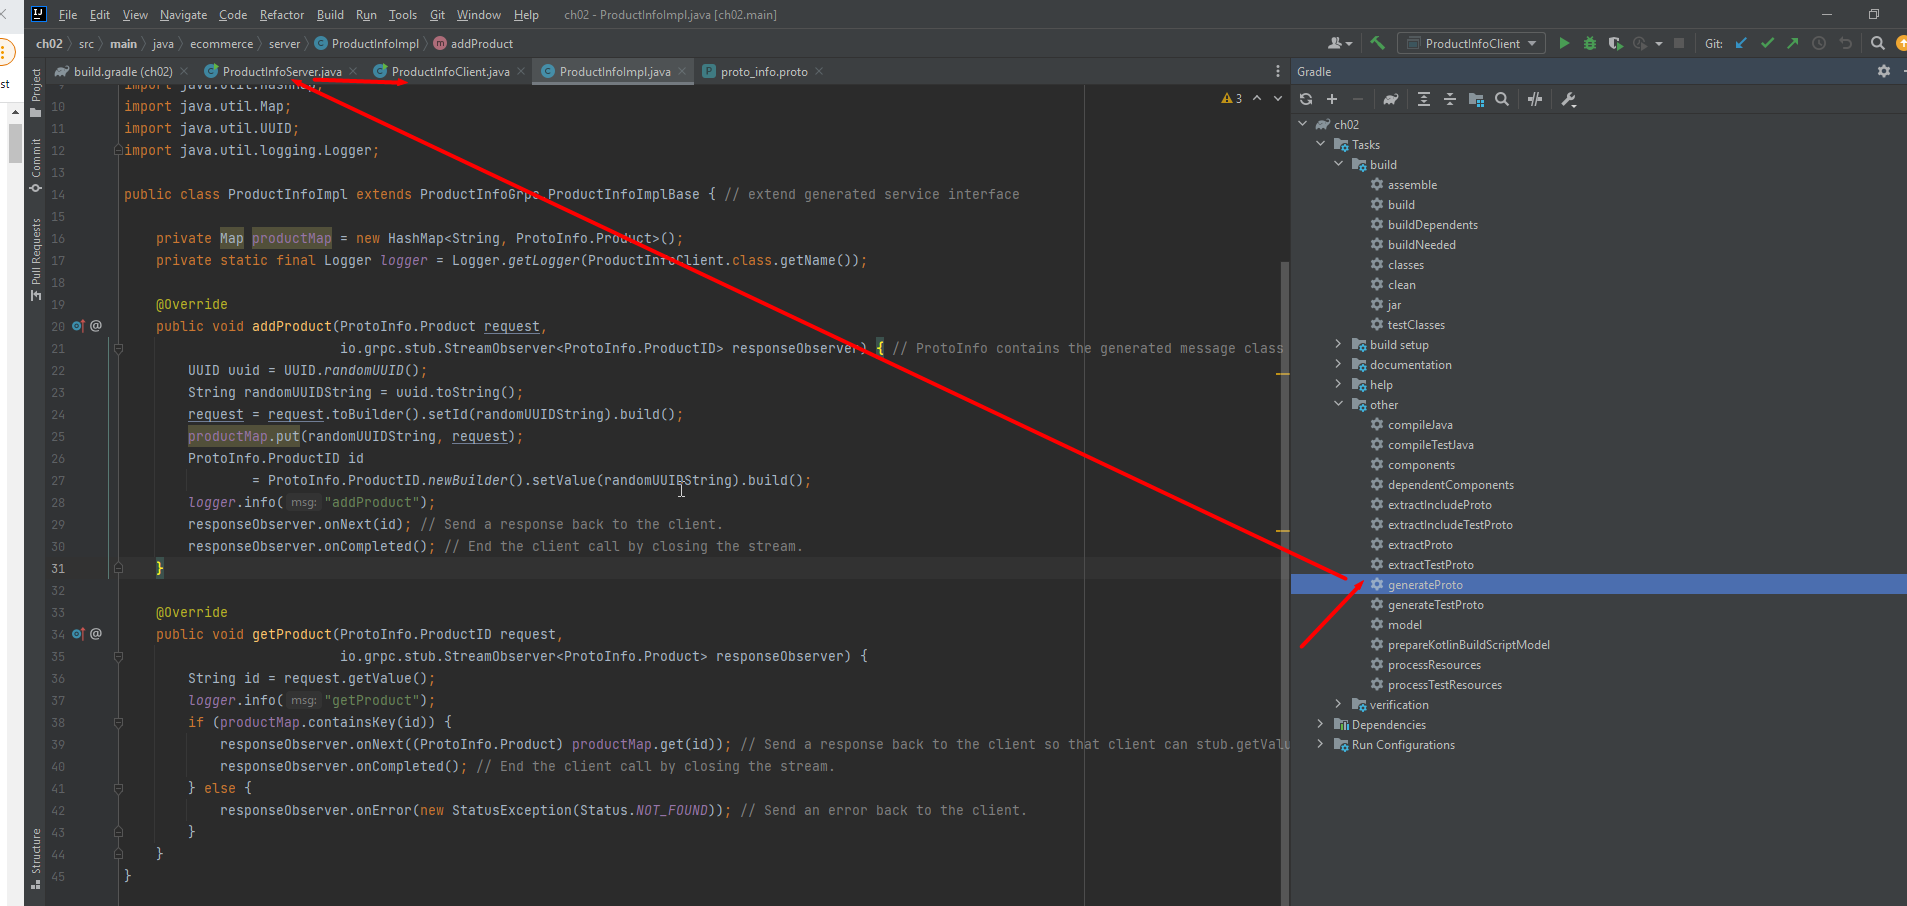 File Edit View Navigate Code Refactor Build Run Tools Git Window Help ch02 - ProductInfoImpl.java [ch02.main]
ch02 src main java ecommerce server ProductInfoImpl addProduct
ProductInfoClient Git:
build.gradle (ch02) ProductInfoServer.java ProductInfoClient.java ProductInfoImpl.java proto_info.proto
st
Project
Commit
Pull Requests
Structure
3
9 import java.util.HashMap;
10 import java.util.Map;
11 import java.util.UUID;
12 import java.util.logging.Logger;
13
14 public class ProductInfoImpl extends ProductInfoGrpc.ProductInfoImplBase { // extend generated service interface
15
16 private Map productMap = new HashMap<String, ProtoInfo.Product>();
17 private static final Logger logger = Logger.getLogger(ProductInfoClient.class.getName());
18
19 @Override
20 @ public void addProduct(ProtoInfo.Product request,
21 io.grpc.stub.StreamObserver<ProtoInfo.ProductID> responseObserver) { // ProtoInfo contains the generated message class
22 UUID uuid = UUID.randomUUID();
23 String randomUUIDString = uuid.toString();
24 request = request.toBuilder().setId(randomUUIDString).build();
25 productMap.put(randomUUIDString, request);
26 ProtoInfo.ProductID id
27 = ProtoInfo.ProductID.newBuilder().setValue(randomUUIDString).build();
28 logger.info( msg: "addProduct");
29 responseObserver.onNext(id); // Send a response back to the client.
30 responseObserver.onCompleted(); // End the client call by closing the stream.
31 }
32
33 @Override
34 @ public void getProduct(ProtoInfo.ProductID request,
35 io.grpc.stub.StreamObserver<ProtoInfo.Product> responseObserver) {
36 String id = request.getValue();
37 logger.info( msg: "getProduct");
38 if (productMap.containsKey(id)) {
39 responseObserver.onNext((ProtoInfo.Product) productMap.get(id)); // Send a response back to the client so that client can stub.getValu
40 responseObserver.onCompleted(); // End the client call by closing the stream.
41 } else {
42 responseObserver.onError(new StatusException(Status.NOT_FOUND)); // Send an error back to the client.
43 }
44 }
45 }
Gradle
ch02
Tasks
build
assemble
build
buildDependents
buildNeeded
classes
clean
jar
testClasses
build setup
documentation
help
other
compileJava
compileTestJava
components
dependentComponents
extractIncludeProto
extractIncludeTestProto
extractProto
extractTestProto
generateProto
generateTestProto
model
prepareKotlinBuildScriptModel
processResources
processTestResources
verification
Dependencies
Run Configurations